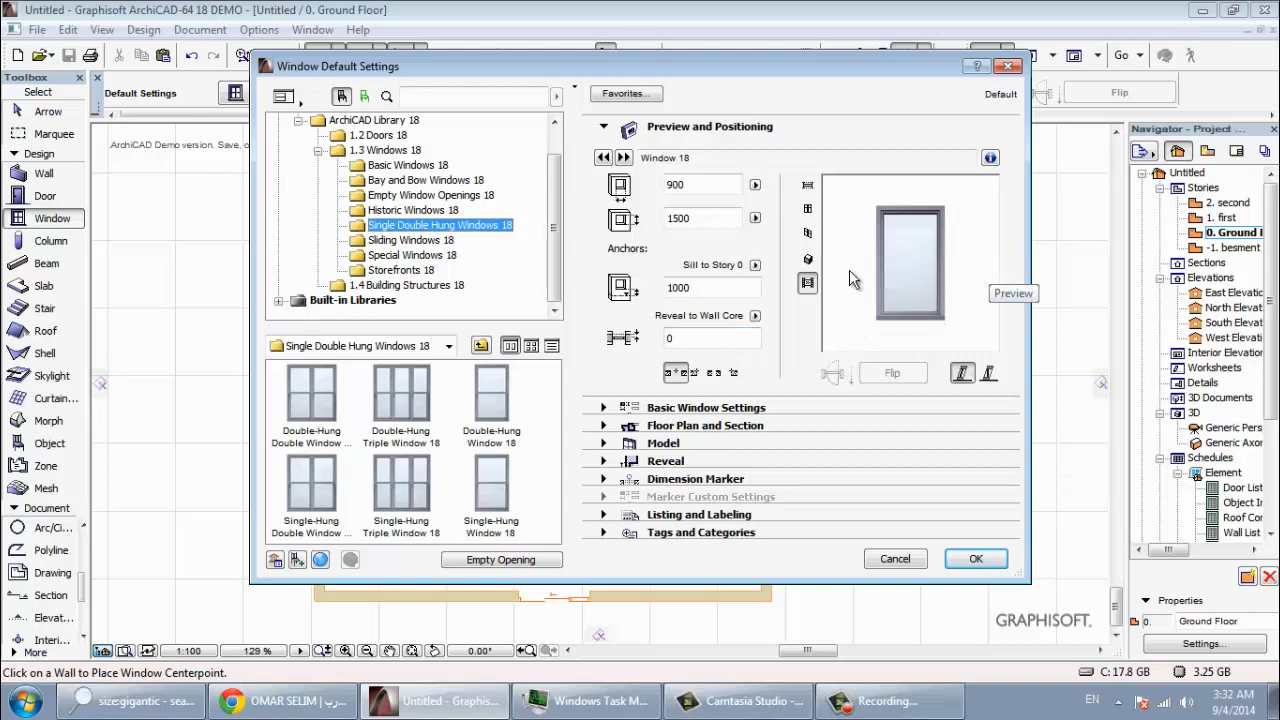 Untitled - Graphisoft ArchiCAD-64 18 DEMO - [Untitled / 0. Ground Floor]
File Edit View Design Document Options Window Help
Go
Toolbox
Select
Arrow
Marquee
Design
Wall
Door
Window
Column
Beam
Slab
Stair
Roof
Shell
Skylight
Curtain...
Morph
Object
Zone
Mesh
Document
Arc/Ci...
Polyline
Drawing
Section
Elevat...
Interi...
More
Default Settings
Flip
ArchiCAD Demo version. Save, c
Window Default Settings
ArchiCAD Library 18
1.2 Doors 18
1.3 Windows 18
Basic Windows 18
Bay and Bow Windows 18
Empty Window Openings 18
Historic Windows 18
Single Double Hung Windows 18
Sliding Windows 18
Special Windows 18
Storefronts 18
1.4 Building Structures 18
Built-in Libraries
Single Double Hung Windows 18
Double-Hung Double Window ...
Double-Hung Triple Window 18
Double-Hung Window 18
Single-Hung Double Window ...
Single-Hung Triple Window 18
Single-Hung Window 18
Empty Opening
Favorites...
Default
Preview and Positioning
Window 18
900
1500
Anchors:
Sill to Story 0
1000
Reveal to Wall Core
0
Preview
Flip
Basic Window Settings
Floor Plan and Section
Model
Reveal
Dimension Marker
Marker Custom Settings
Listing and Labeling
Tags and Categories
Cancel
OK
Navigator - Project ...
Untitled
Stories
2. second
1. first
0. Ground F
-1. besment
Sections
Elevations
East Elevatio
North Elevat
South Elevat
West Elevati
Interior Elevatio
Worksheets
Details
3D Documents
3D
Generic Pers
Generic Axon
Schedules
Element
Door List
Object In
Roof Con
Wall List
Properties
0.
Ground Floor
Settings...
GRAPHISOFT.
1:100
129 %
0.00°
Click on a Wall to Place Window Centerpoint.
C: 17.8 GB
3.25 GB
size:gigantic - sea...
OMAR SELIM | رب...
Untitled - Graphis...
Windows Task M...
Camtasia Studio - ...
Recording...
EN
3:32 AM
9/4/2014